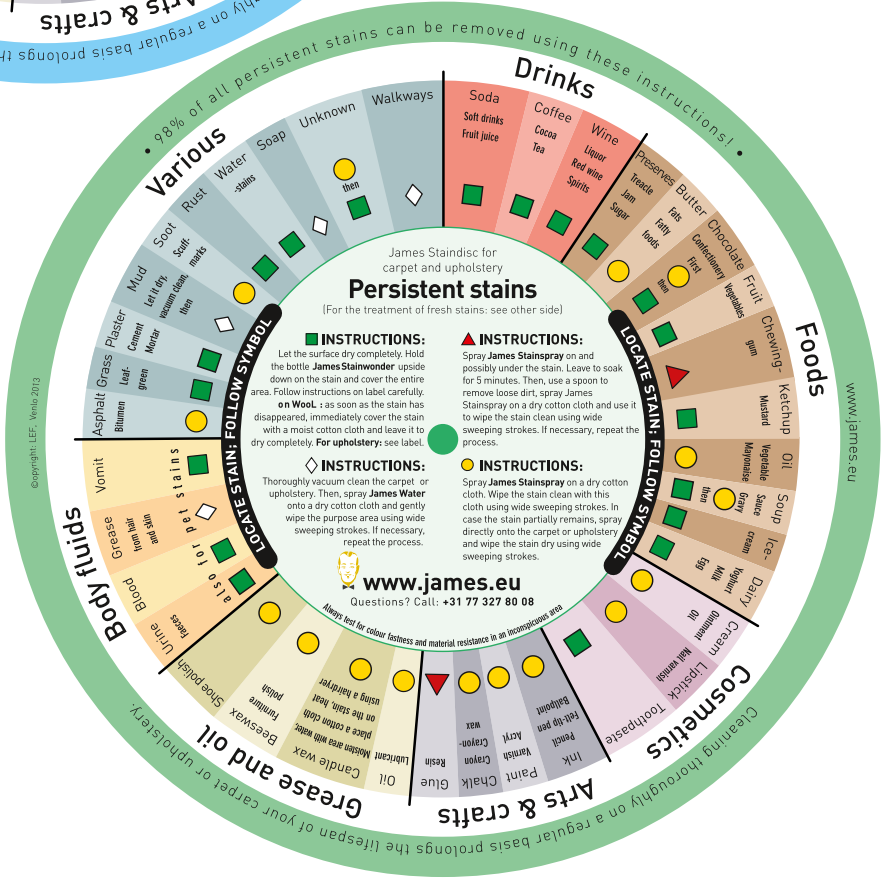 Arts & crafts
ghly on a regular basis prolongs th
• 98% of all persistent stains can be removed using these instructions! •
www.james.eu
Cleaning thoroughly on a regular basis prolongs the lifespan of your carpet or upholstery.
©opyright: LEF, Venlo 2013
Drinks
Soda
Soft drinks
Fruit juice
Coffee
Cocoa
Tea
Wine
Liquor
Red wine
Spirits
Foods
Preserves
Treacle
Jam
Sugar
Butter
Fats
Fatty
foods
Chocolate
Confectionery
First
then
Fruit
Vegetables
Chewing-
gum
Ketchup
Mustard
Oil
Vegetable
Mayonaise
Soup
Sauce
Gravy
then
Ice-
cream
Dairy
Yoghurt
Milk
Egg
Cosmetics
Cream
Ointment
Oil
Lipstick
Nail varnish
Toothpaste
Arts & crafts
Ink
Pencil
Felt-tip pen
Ballpoint
Paint
Varnish
Acryl
Chalk
Crayon
Crayon-
wax
Glue
Resin
Grease and oil
Oil
Lubricant
Candle wax
Moisten area with water,
place a cotton cloth
on the stain, heat
using a hairdryer
Beeswax
Furniture
polish
Shoe polish
Body fluids
Urine
Faeces
Blood
Grease
from hair
and skin
Vomit
also for pet stains
Various
Asphalt
Bitumen
Grass
Leaf-
green
Plaster
Cement
Mortar
Mud
Let it dry,
vacuum clean,
then
Soot
Scuff-
marks
Rust
Water
-stains
Soap
Unknown
then
Walkways
LOCATE STAIN; FOLLOW SYMBOL
LOCATE STAIN; FOLLOW SYMBOL
James Staindisc for
carpet and upholstery
Persistent stains
(For the treatment of fresh stains: see other side)
INSTRUCTIONS:
Let the surface dry completely. Hold
the bottle James Stainwonder upside
down on the stain and cover the entire
area. Follow instructions on label carefully.
on WooL : as soon as the stain has
disappeared, immediately cover the stain
with a moist cotton cloth and leave it to
dry completely. For upholstery: see label.
INSTRUCTIONS:
Spray James Stainspray on and
possibly under the stain. Leave to soak
for 5 minutes. Then, use a spoon to
remove loose dirt, spray James
Stainspray on a dry cotton cloth and use it
to wipe the stain clean using wide
sweeping strokes. If necessary, repeat the
process.
INSTRUCTIONS:
Thoroughly vacuum clean the carpet or
upholstery. Then, spray James Water
onto a dry cotton cloth and gently
wipe the purpose area using wide
sweeping strokes. If necessary,
repeat the process.
INSTRUCTIONS:
Spray James Stainspray on a dry cotton
cloth. Wipe the stain clean with this
cloth using wide sweeping strokes. In
case the stain partially remains, spray
directly onto the carpet or upholstery
and wipe the stain dry using wide
sweeping strokes.
www.james.eu
Questions? Call: +31 77 327 80 08
Always test for colour fastness and material resistance in an inconspicuous area